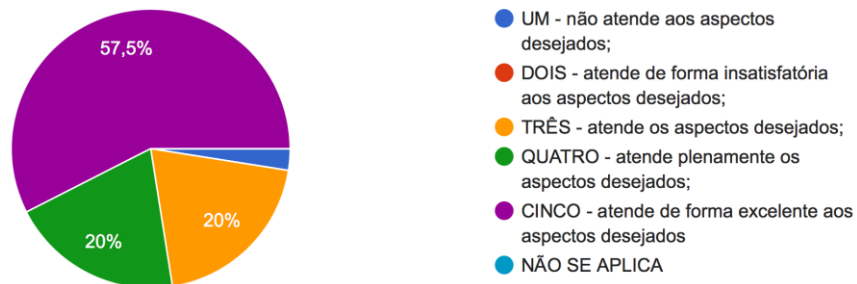 57,5%
20%
20%
UM - não atende aos aspectos
desejados;
DOIS - atende de forma insatisfatória
aos aspectos desejados;
TRÊS - atende os aspectos desejados;
QUATRO - atende plenamente os
aspectos desejados;
CINCO - atende de forma excelente aos
aspectos desejados
NÃO SE APLICA